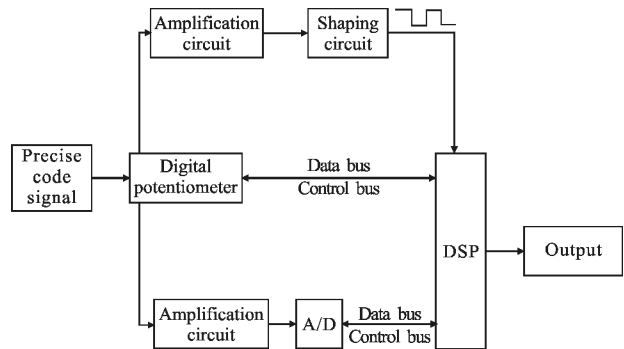 Amplification
circuit
Shaping
circuit
Precise
code
signal
Digital
potentiometer
Data bus
Control bus
DSP
Output
Amplification
circuit
A/D
Data bus
Control bus